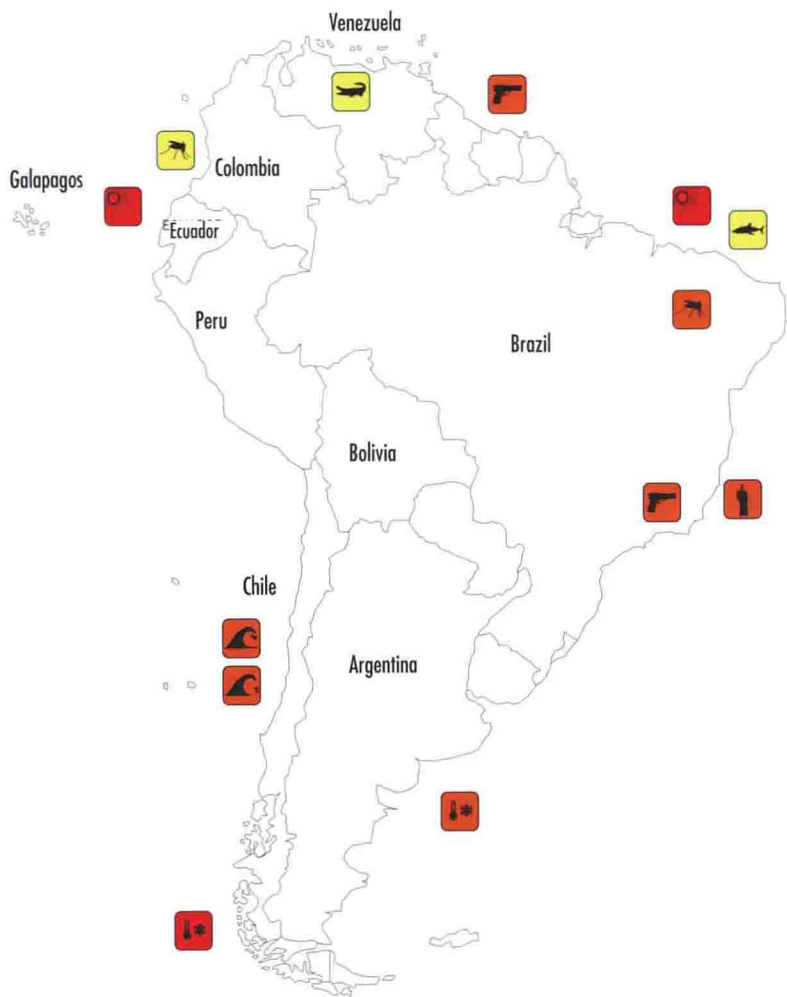 Venezuela
Colombia
Galapagos
Ecuador
Peru
Brazil
Bolivia
Chile
Argentina